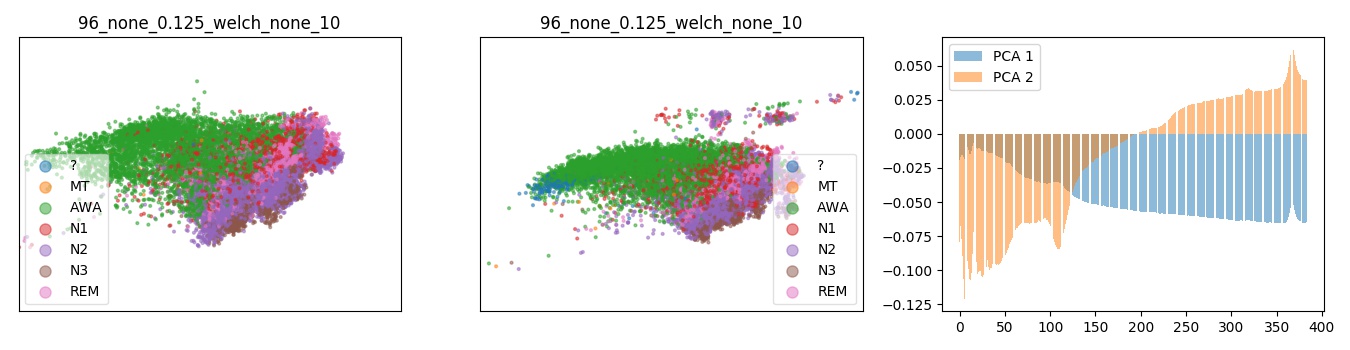 96_none_0.125_welch_none_10
?
MT
AWA
N1
N2
N3
REM
96_none_0.125_welch_none_10
?
MT
AWA
N1
N2
N3
REM
PCA 1
PCA 2
0.050
0.025
0.000
−0.025
−0.050
−0.075
−0.100
−0.125
0 50 100 150 200 250 300 350 400